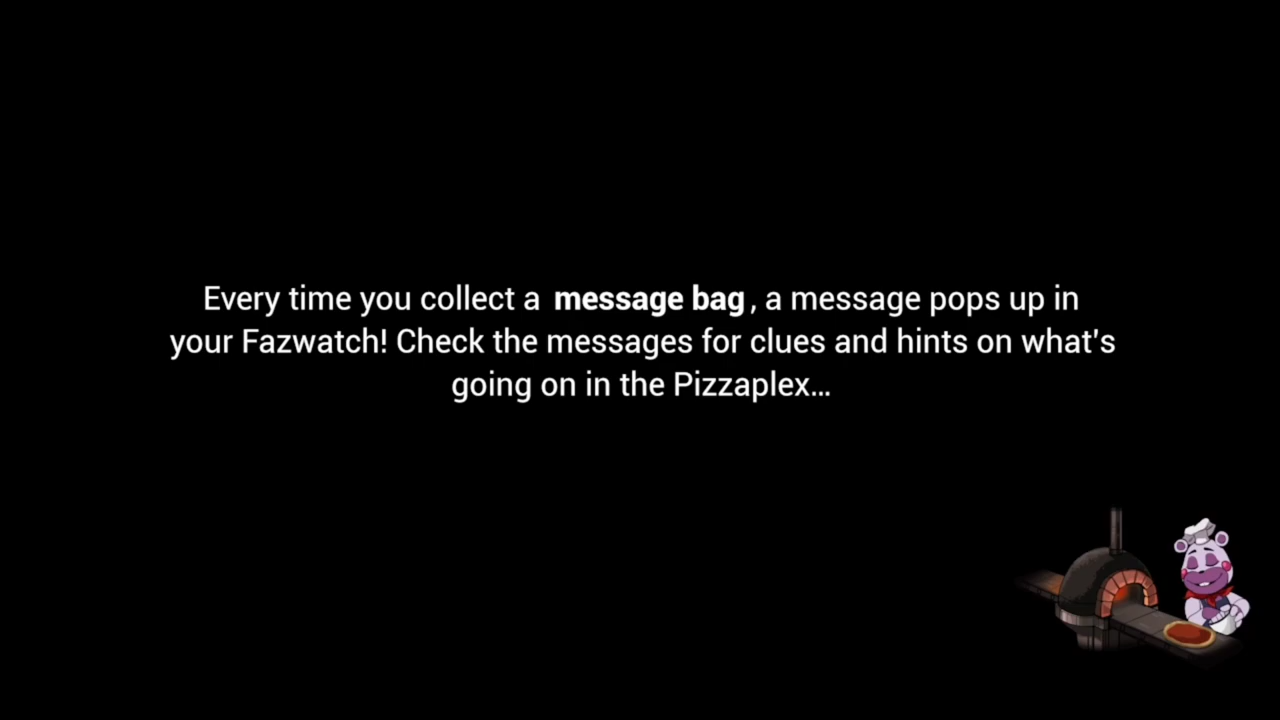 Every time you collect a message bag, a message pops up in
your Fazwatch! Check the messages for clues and hints on what's
going on in the Pizzaplex...